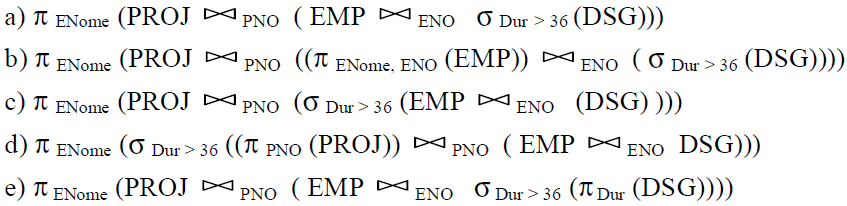 a) π ENome (PROJ ⋈ PNO ( EMP ⋈ ENO σ Dur > 36 (DSG)))
b) π ENome (PROJ ⋈ PNO ((π ENome, ENO (EMP)) ⋈ ENO ( σ Dur > 36 (DSG))))
c) π ENome (PROJ ⋈ PNO (σ Dur > 36 (EMP ⋈ ENO (DSG) )))
d) π ENome (σ Dur > 36 ((π PNO (PROJ)) ⋈ PNO ( EMP ⋈ ENO DSG)))
e) π ENome (PROJ ⋈ PNO ( EMP ⋈ ENO σ Dur > 36 (π Dur (DSG))))